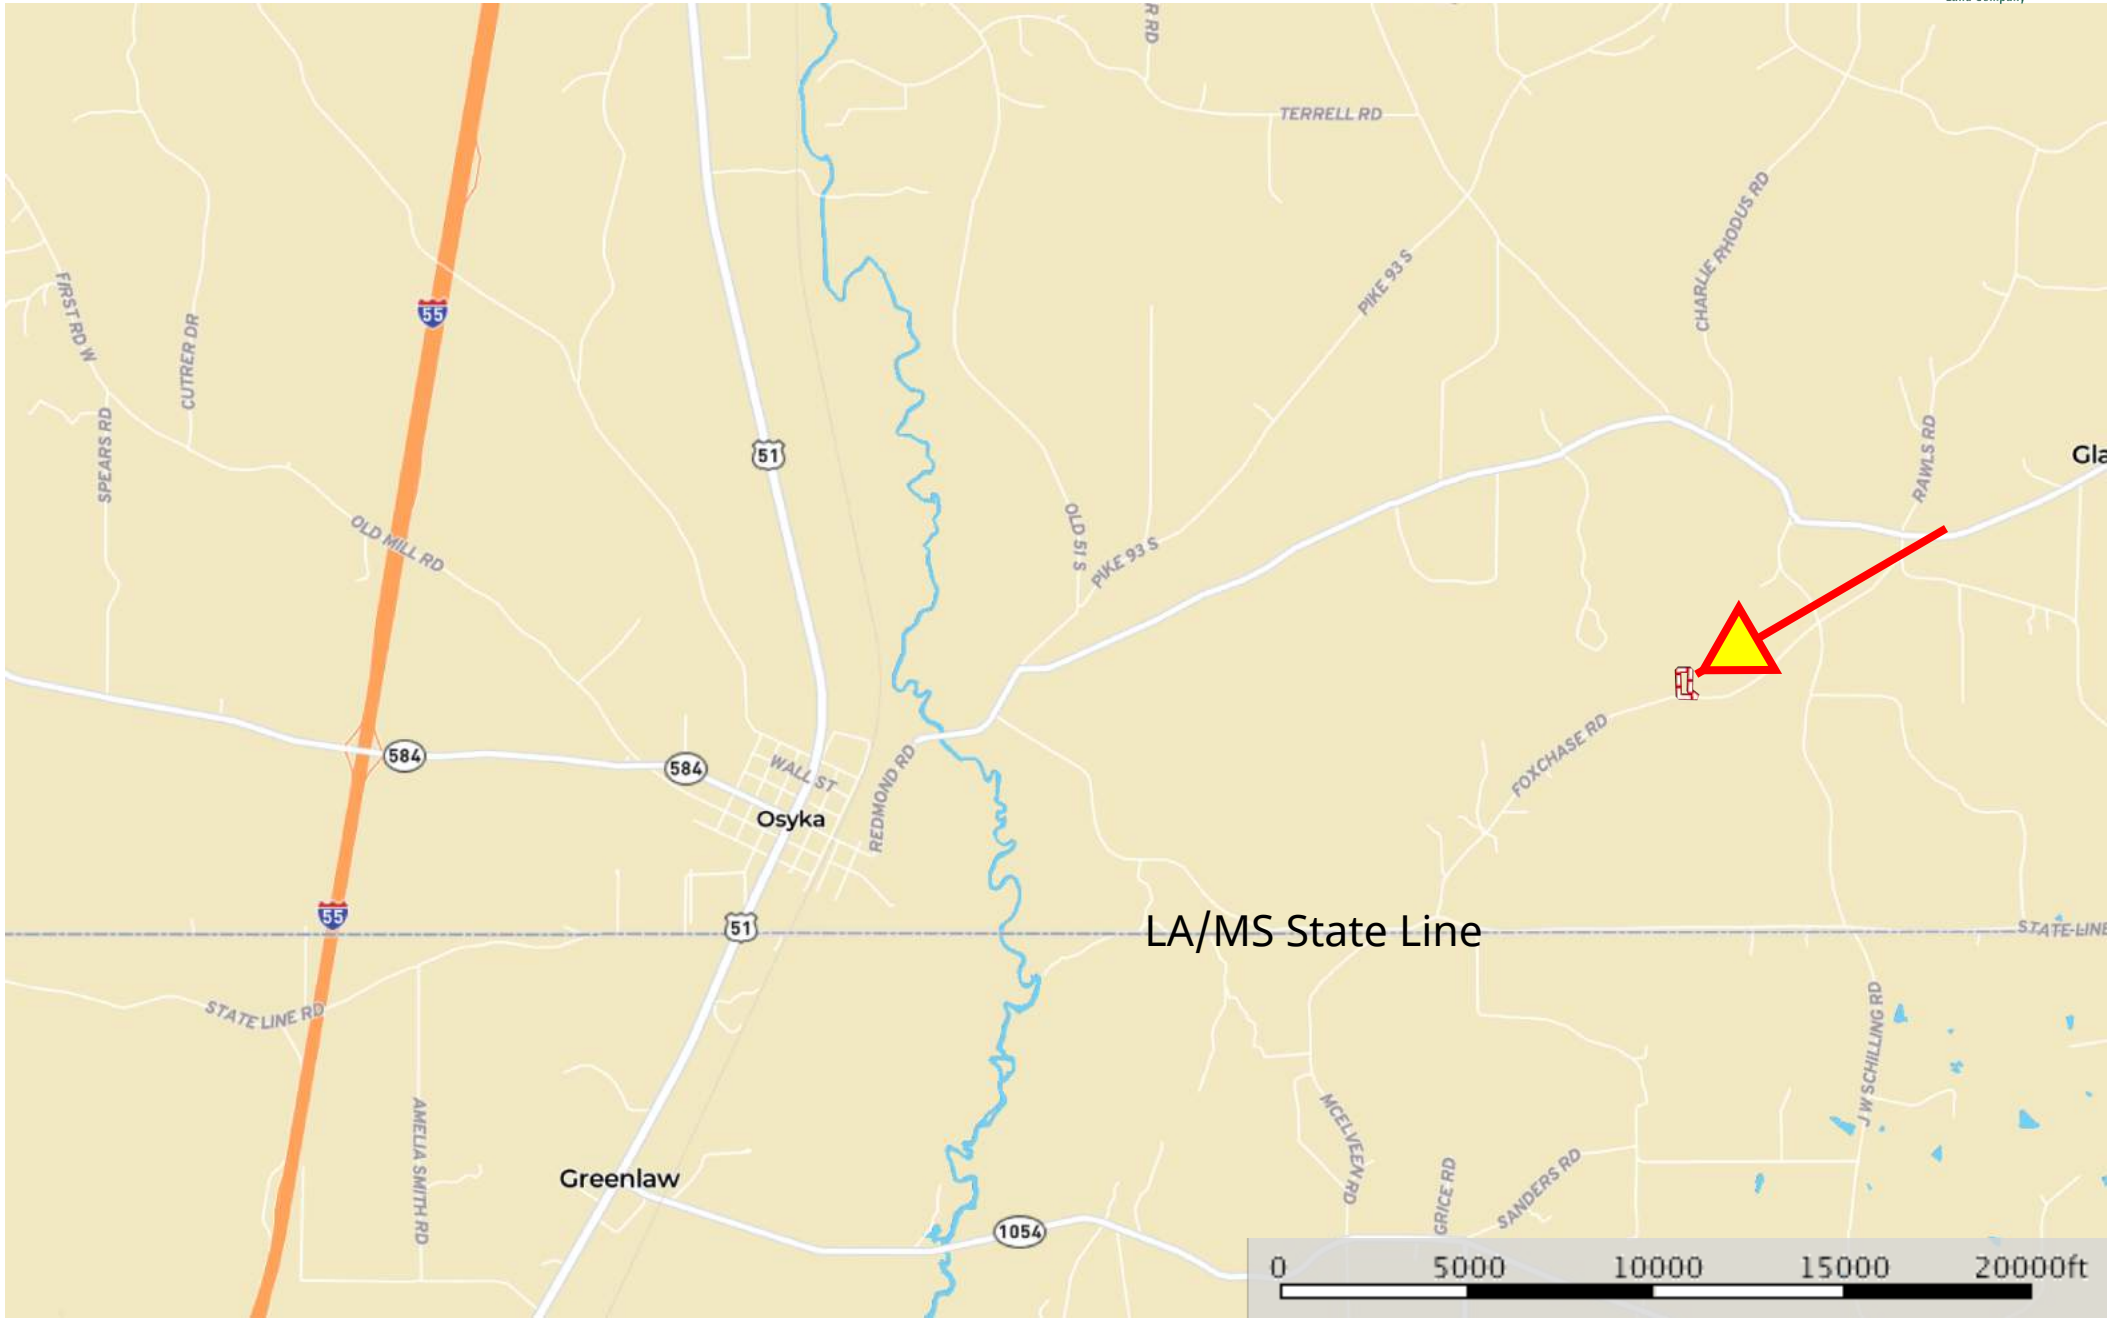 TERRELL RD
CHARLIE RHODUS RD
PIKE 93 S
FIRST RD W
CUTRER DR
55
SPEARS RD
51
RAWLS RD
Gla
OLD MILL RD
OLD 51 S
PIKE 93 S
584
584
WALL ST
REDMOND RD
FOXCHASE RD
Osyka
55
51
LA/MS State Line
STATE LINE
STATE LINE RD
J W SCHILLING RD
AMELIA SMITH RD
MCELVEEN RD
Greenlaw
GRICE RD
SANDERS RD
1054
0 5000 10000 15000 20000ft